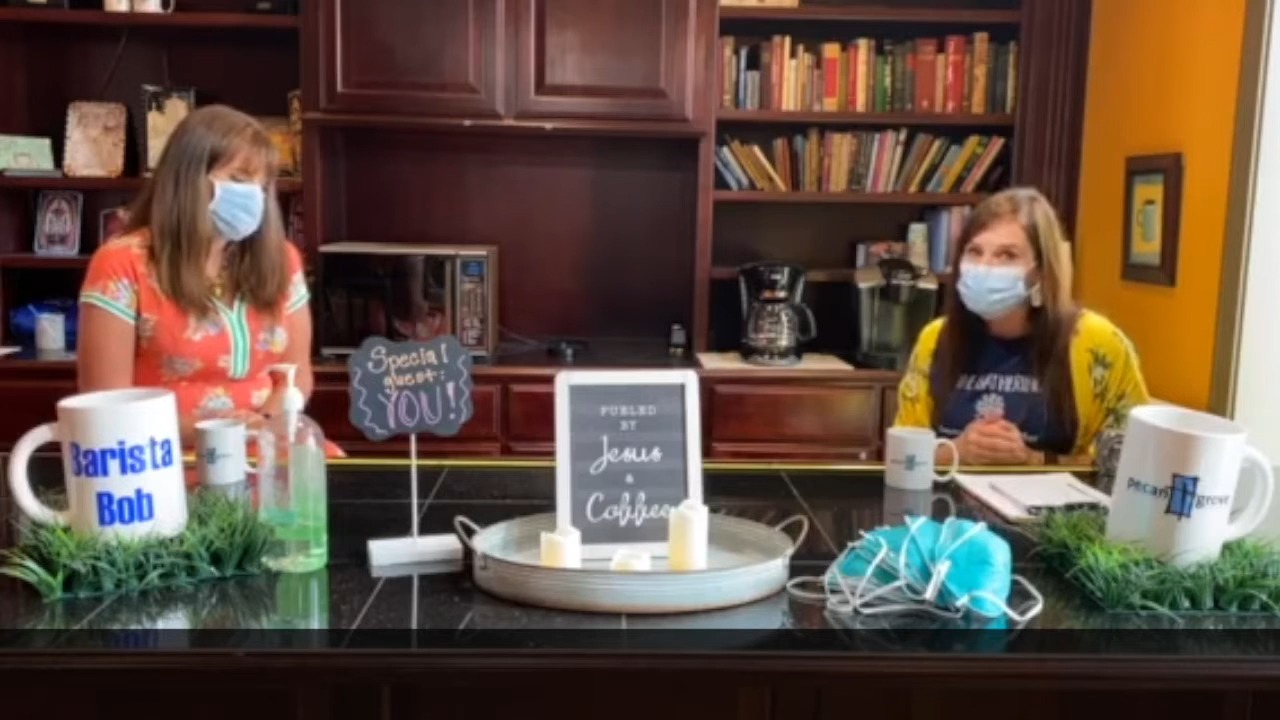 Special
guest:
YOU!
FUELED
BY
Jesus
&
Coffee
Barista
Bob
pecan grove